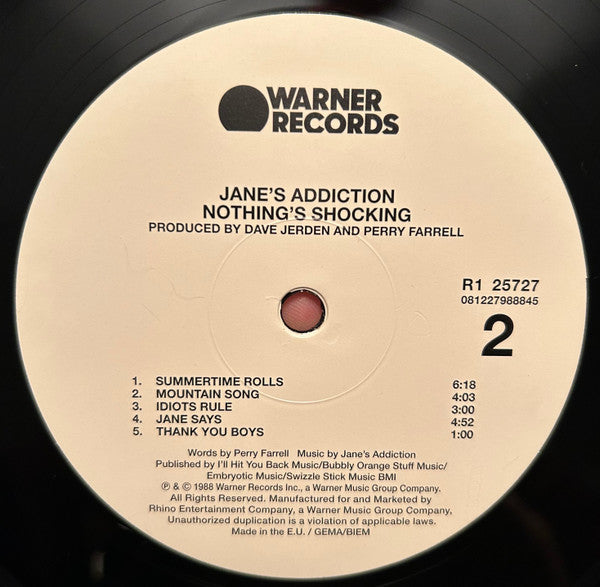 WARNER
RECORDS
JANE'S ADDICTION
NOTHING'S SHOCKING
PRODUCED BY DAVE JERDEN AND PERRY FARRELL
R1 25727
081227988845
2
1. SUMMERTIME ROLLS 6:18
2. MOUNTAIN SONG 4:03
3. IDIOTS RULE 3:00
4. JANE SAYS 4:52
5. THANK YOU BOYS 1:00
Words by Perry Farrell Music by Jane's Addiction
Published by I'll Hit You Back Music/Bubbly Orange Stuff Music/
Embryotic Music/Swizzle Stick Music BMI
℗ & © 1988 Warner Records Inc., a Warner Music Group Company.
All Rights Reserved. Manufactured for and Marketed by
Rhino Entertainment Company, a Warner Music Group Company.
Unauthorized duplication is a violation of applicable laws.
Made in the E.U. / GEMA/BIEM